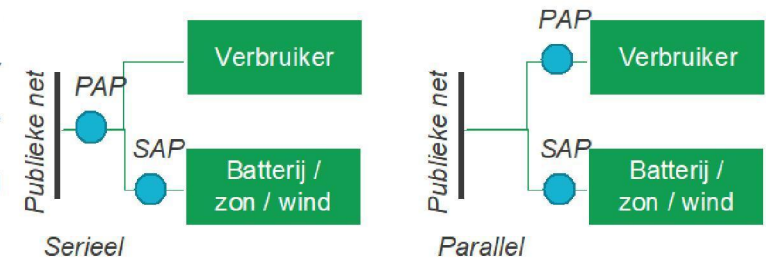 Publieke net
PAP
Verbruiker
SAP
Batterij /
zon / wind
Serieel
Publieke net
PAP
Verbruiker
SAP
Batterij /
zon / wind
Parallel